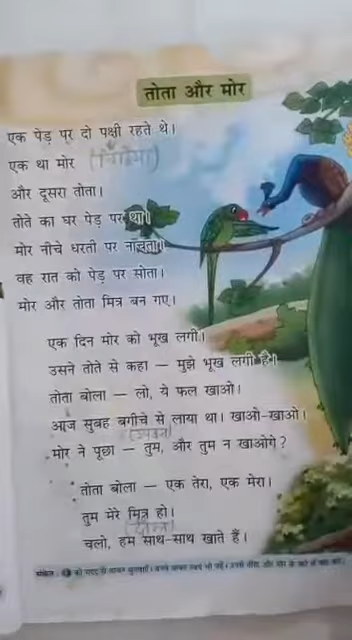 तोता और मोर
एक पेड़ पर दो पक्षी रहते थे।
एक था मोर
और दूसरा तोता।
तोते का घर पेड़ पर था।
मोर नीचे धरती पर नाचता।
वह रात को पेड़ पर सोता।
मोर और तोता मित्र बन गए।
एक दिन मोर को भूख लगी।
उसने तोते से कहा — मुझे भूख लगी है।
तोता बोला — लो, ये फल खाओ।
आज सुबह बगीचे से लाया था। खाओ-खाओ।
मोर ने पूछा — तुम, और तुम न खाओगे?
तोता बोला — एक तेरा, एक मेरा।
तुम मेरे मित्र हो।
चलो, हम साथ-साथ खाते हैं।